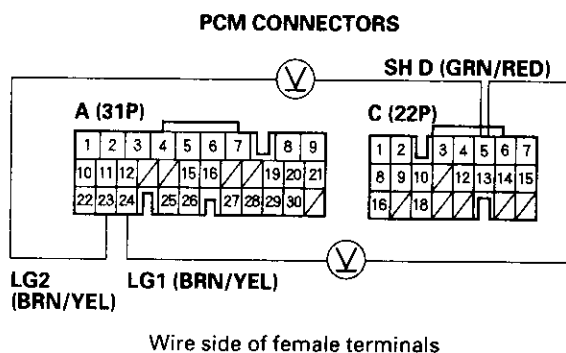 PCM CONNECTORS
V
SH D (GRN/RED)
A (31P)
C (22P)
1 2 3 4 5 6 7 8 9
10 11 12 15 16 19 20 21
22 23 24 25 26 27 28 29 30
1 2 3 4 5 6 7
8 9 10 12 13 14 15
16 18
V
LG2
(BRN/YEL)
LG1 (BRN/YEL)
Wire side of female terminals